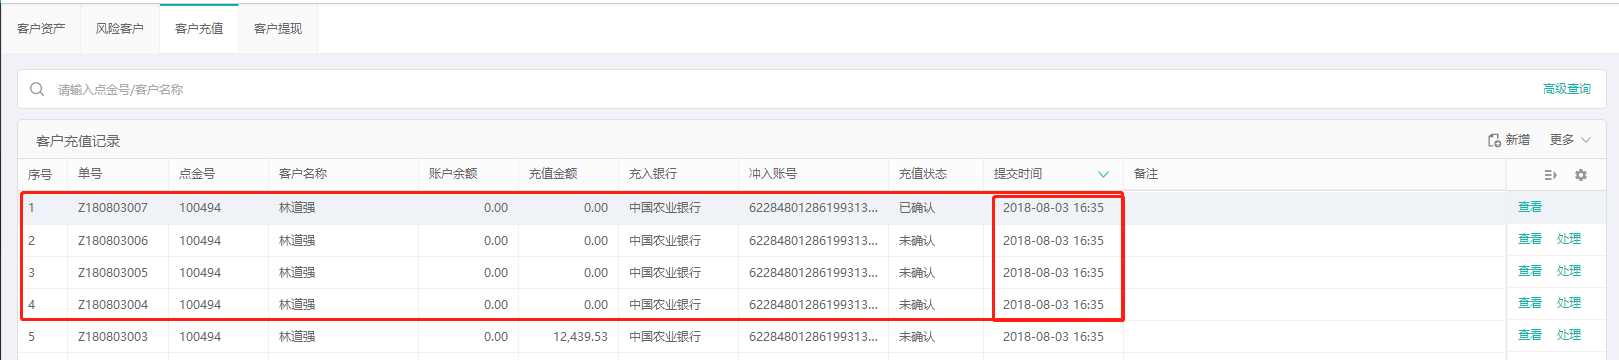 客户资产 风险客户 客户充值 客户提现
请输入点金号/客户名称 高级查询
客户充值记录 新增 更多
序号 单号 点金号 客户名称 账户余额 充值金额 充入银行 冲入账号 充值状态 提交时间 备注
1 Z180803007 100494 林道强 0.00 0.00 中国农业银行 62284801286199313... 已确认 2018-08-03 16:35 查看
2 Z180803006 100494 林道强 0.00 0.00 中国农业银行 62284801286199313... 未确认 2018-08-03 16:35 查看 处理
3 Z180803005 100494 林道强 0.00 0.00 中国农业银行 62284801286199313... 未确认 2018-08-03 16:35 查看 处理
4 Z180803004 100494 林道强 0.00 0.00 中国农业银行 62284801286199313... 未确认 2018-08-03 16:35 查看 处理
5 Z180803003 100494 林道强 0.00 12,439.53 中国农业银行 62284801286199313... 未确认 2018-08-03 16:35 查看 处理